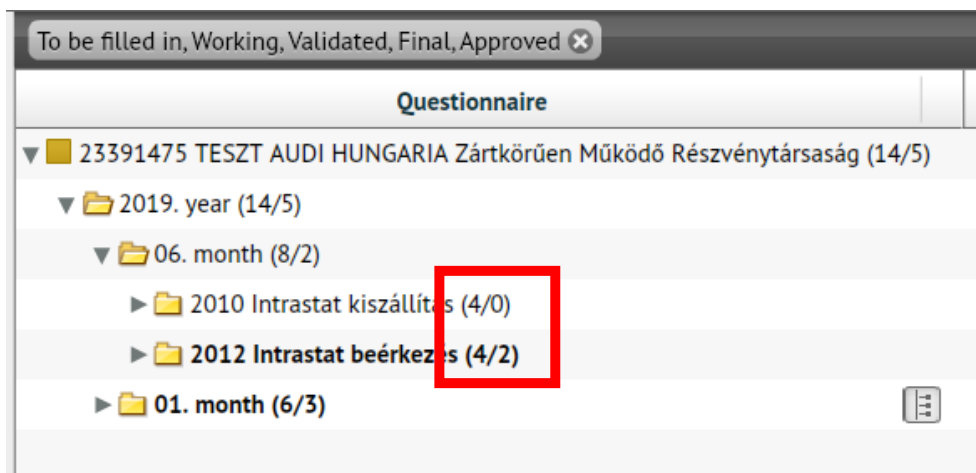 To be filled in, Working, Validated, Final, Approved
Questionnaire
23391475 TESZT AUDI HUNGARIA Zártkörűen Működő Részvénytársaság (14/5)
2019. year (14/5)
06. month (8/2)
2010 Intrastat kiszállítás (4/0)
2012 Intrastat beérkezés (4/2)
01. month (6/3)